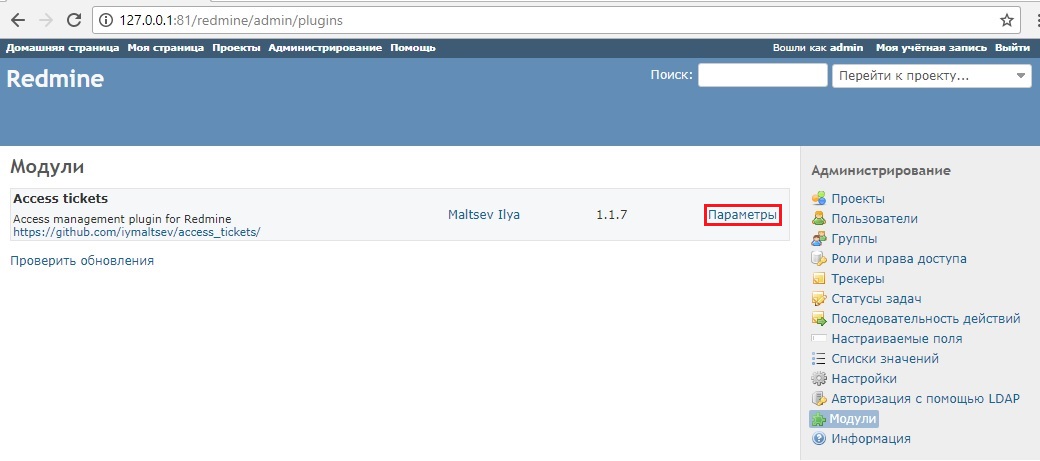 127.0.0.1:81/redmine/admin/plugins
Домашняя страница Моя страница Проекты Администрирование Помощь Вошли как admin Моя учётная запись Выйти
Redmine Поиск: Перейти к проекту...
Модули
Access tickets
Access management plugin for Redmine Maltsev Ilya 1.1.7 Параметры
https://github.com/iymaltsev/access_tickets/
Проверить обновления
Администрирование
Проекты
Пользователи
Группы
Роли и права доступа
Трекеры
Статусы задач
Последовательность действий
Настраиваемые поля
Списки значений
Настройки
Авторизация с помощью LDAP
Модули
Информация